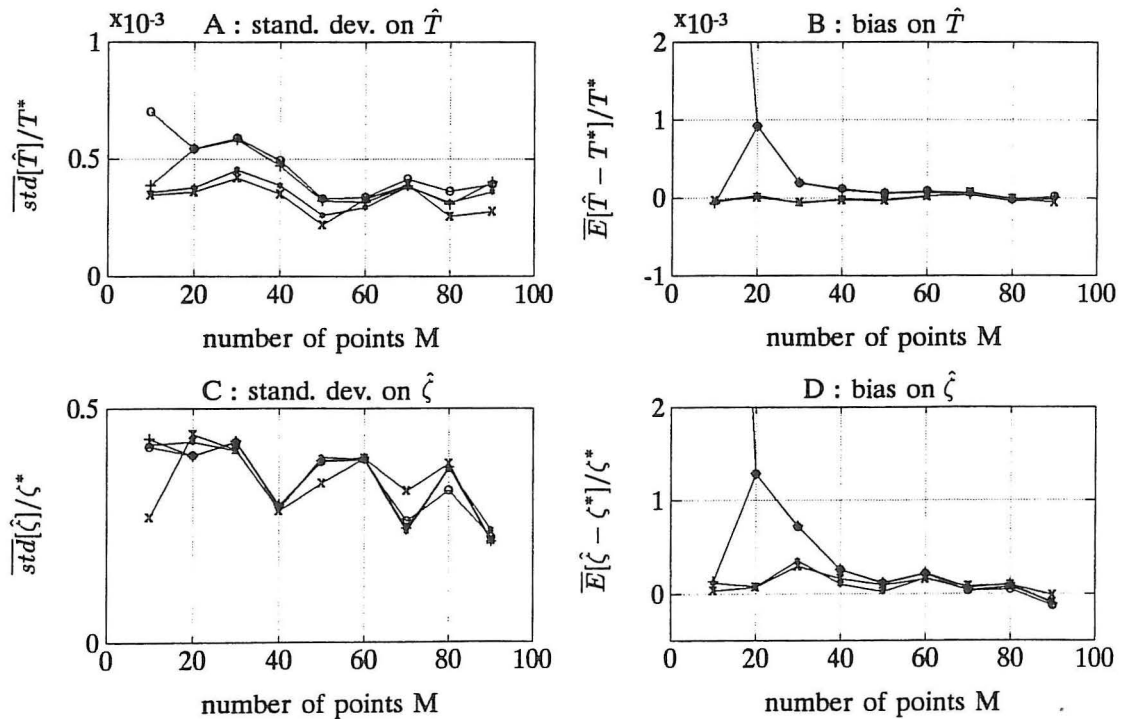 x10-3
A : stand. dev. on T̂
1
0.5
0
0 20 40 60 80 100
s̅t̅d̅[T̂]/T*
number of points M
x10-3
B : bias on T̂
2
1
0
-1
0 20 40 60 80 100
E̅[T̂ − T*]/T*
number of points M
C : stand. dev. on ζ̂
0.5
0
0 20 40 60 80 100
s̅t̅d̅[ζ̂]/ζ*
number of points M
D : bias on ζ̂
2
1
0
0 20 40 60 80 100
E̅[ζ̂ − ζ*]/ζ*
number of points M